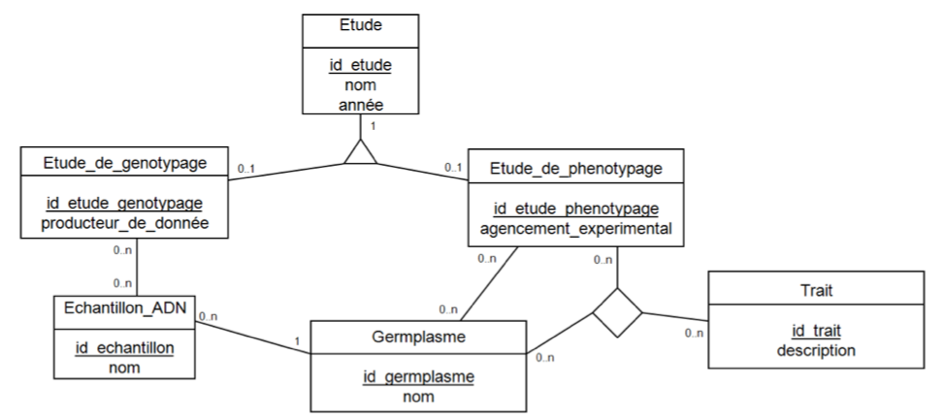 Etude
id_etude
nom
année
1
Etude_de_genotypage
0..1
0..1
Etude_de_phenotypage
id_etude_genotypage
producteur_de_donnée
id_etude_phenotypage
agencement_experimental
0..n
0..n
0..n
0..n
Echantillon_ADN
0..n
id_echantillon
nom
1
0..n
Germplasme
id_germplasme
nom
0..n
0..n
Trait
id_trait
description